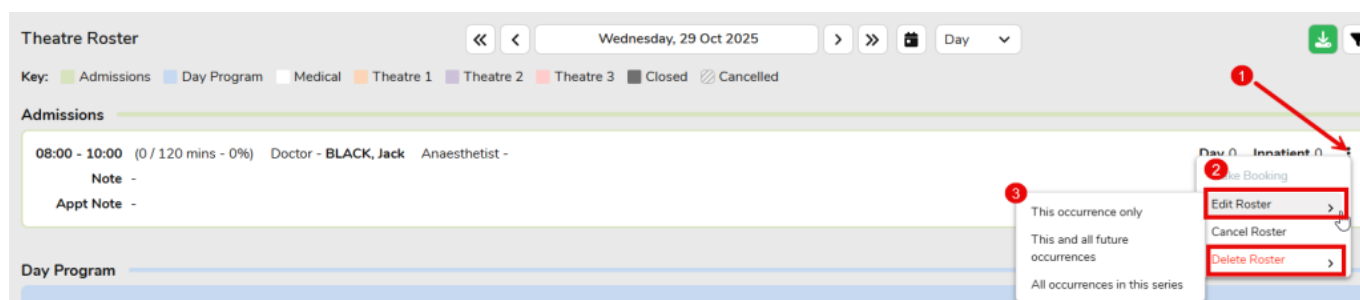 Theatre Roster
Wednesday, 29 Oct 2025
Day
Key: Admissions Day Program Medical Theatre 1 Theatre 2 Theatre 3 Closed Cancelled
1
Admissions
08:00 - 10:00 (0 / 120 mins - 0%) Doctor - BLACK, Jack Anaesthetist -
Day 0 Inpatient 0
Note -
Appt Note -
2
Booking
Edit Roster
Cancel Roster
Delete Roster
3
This occurrence only
This and all future
occurrences
All occurrences in this series
Day Program